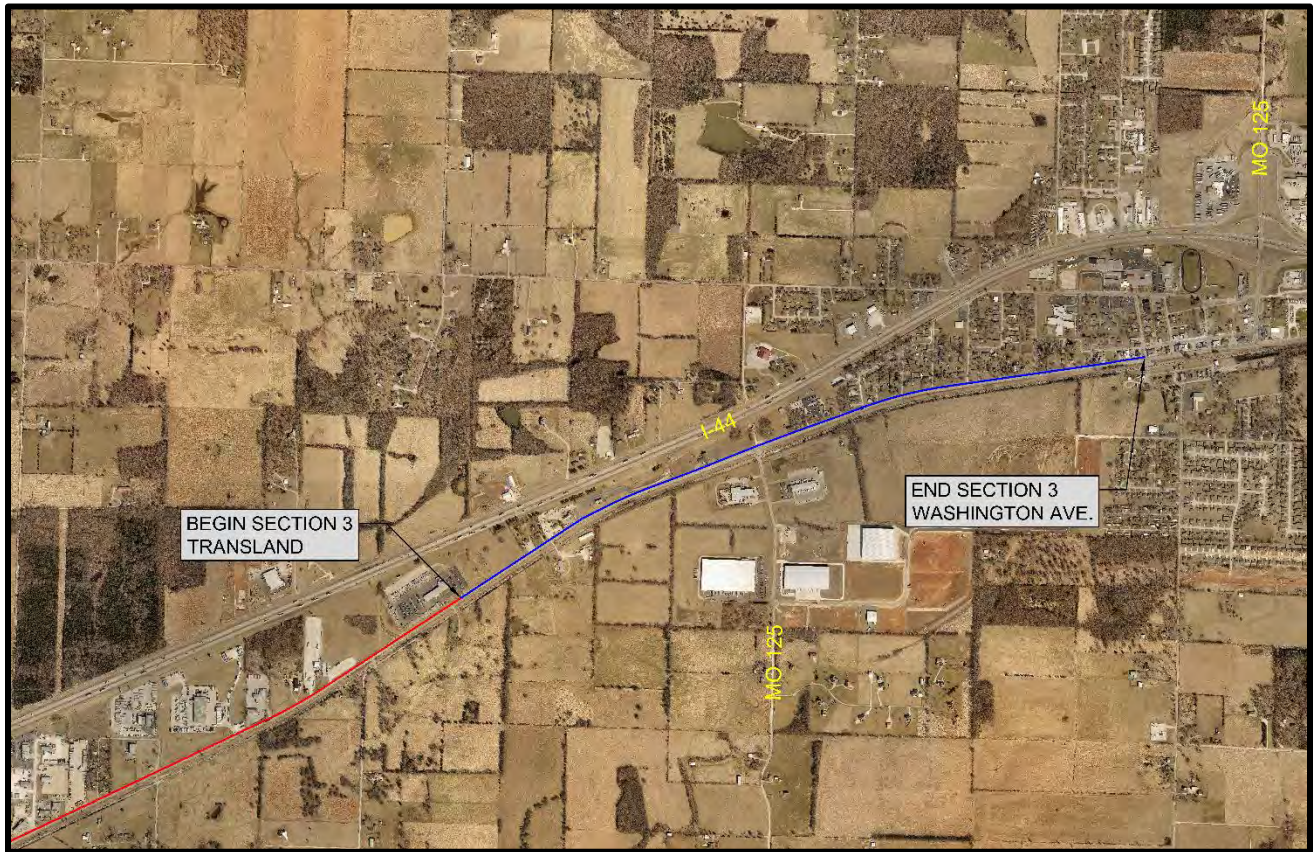 MO 125
I-44
END SECTION 3
WASHINGTON AVE.
BEGIN SECTION 3
TRANSLAND
MO 125